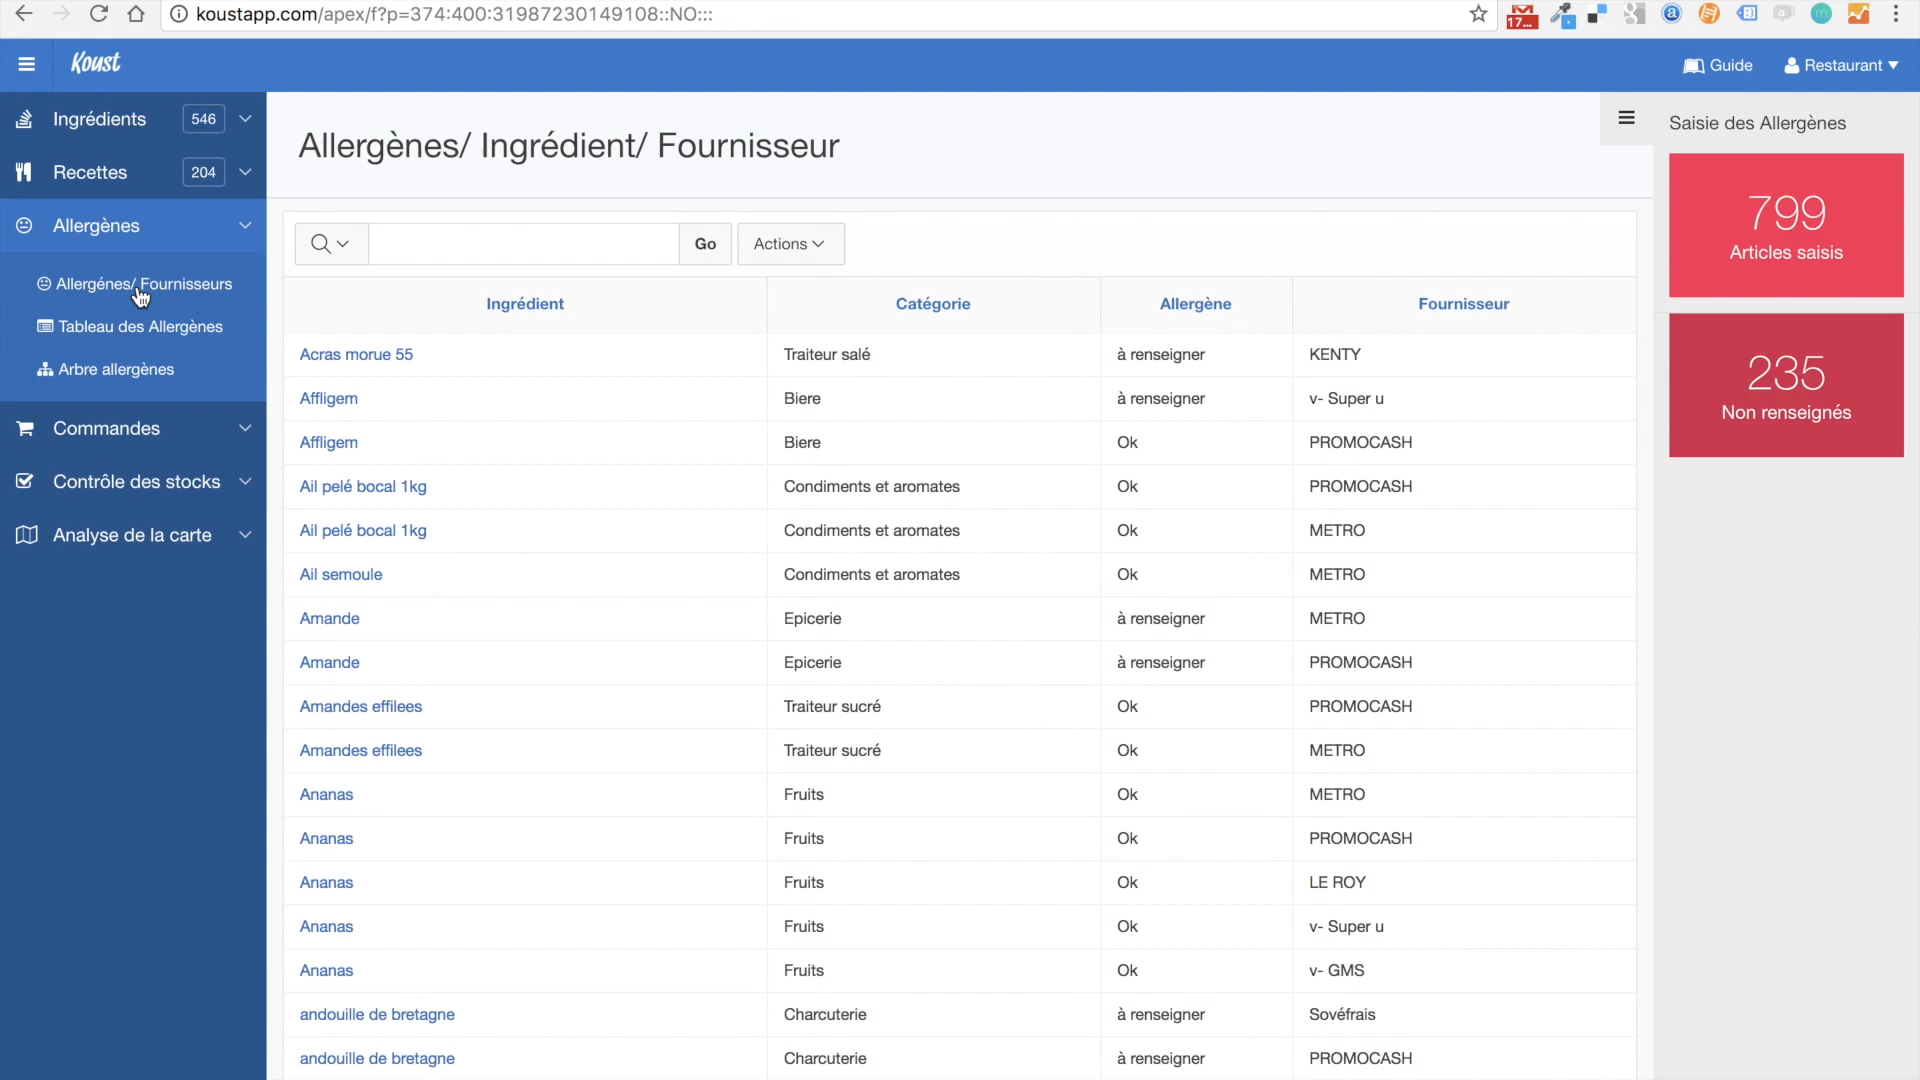 koustapp.com/apex/f?p=374:400:31987230149108::NO:::
17...
Koust
Guide
Restaurant
Ingrédients 546
Recettes 204
Allergènes
Allergénes/ Fournisseurs
Tableau des Allergènes
Arbre allergènes
Commandes
Contrôle des stocks
Analyse de la carte
Allergènes/ Ingrédient/ Fournisseur
Go
Actions
Ingrédient Catégorie Allergène Fournisseur
Acras morue 55 Traiteur salé à renseigner KENTY
Affligem Biere à renseigner v- Super u
Affligem Biere Ok PROMOCASH
Ail pelé bocal 1kg Condiments et aromates Ok PROMOCASH
Ail pelé bocal 1kg Condiments et aromates Ok METRO
Ail semoule Condiments et aromates Ok METRO
Amande Epicerie à renseigner METRO
Amande Epicerie à renseigner PROMOCASH
Amandes effilees Traiteur sucré Ok PROMOCASH
Amandes effilees Traiteur sucré Ok METRO
Ananas Fruits Ok METRO
Ananas Fruits Ok PROMOCASH
Ananas Fruits Ok LE ROY
Ananas Fruits Ok v- Super u
Ananas Fruits Ok v- GMS
andouille de bretagne Charcuterie à renseigner Sovéfrais
andouille de bretagne Charcuterie à renseigner PROMOCASH
Saisie des Allergènes
799
Articles saisis
235
Non renseignés